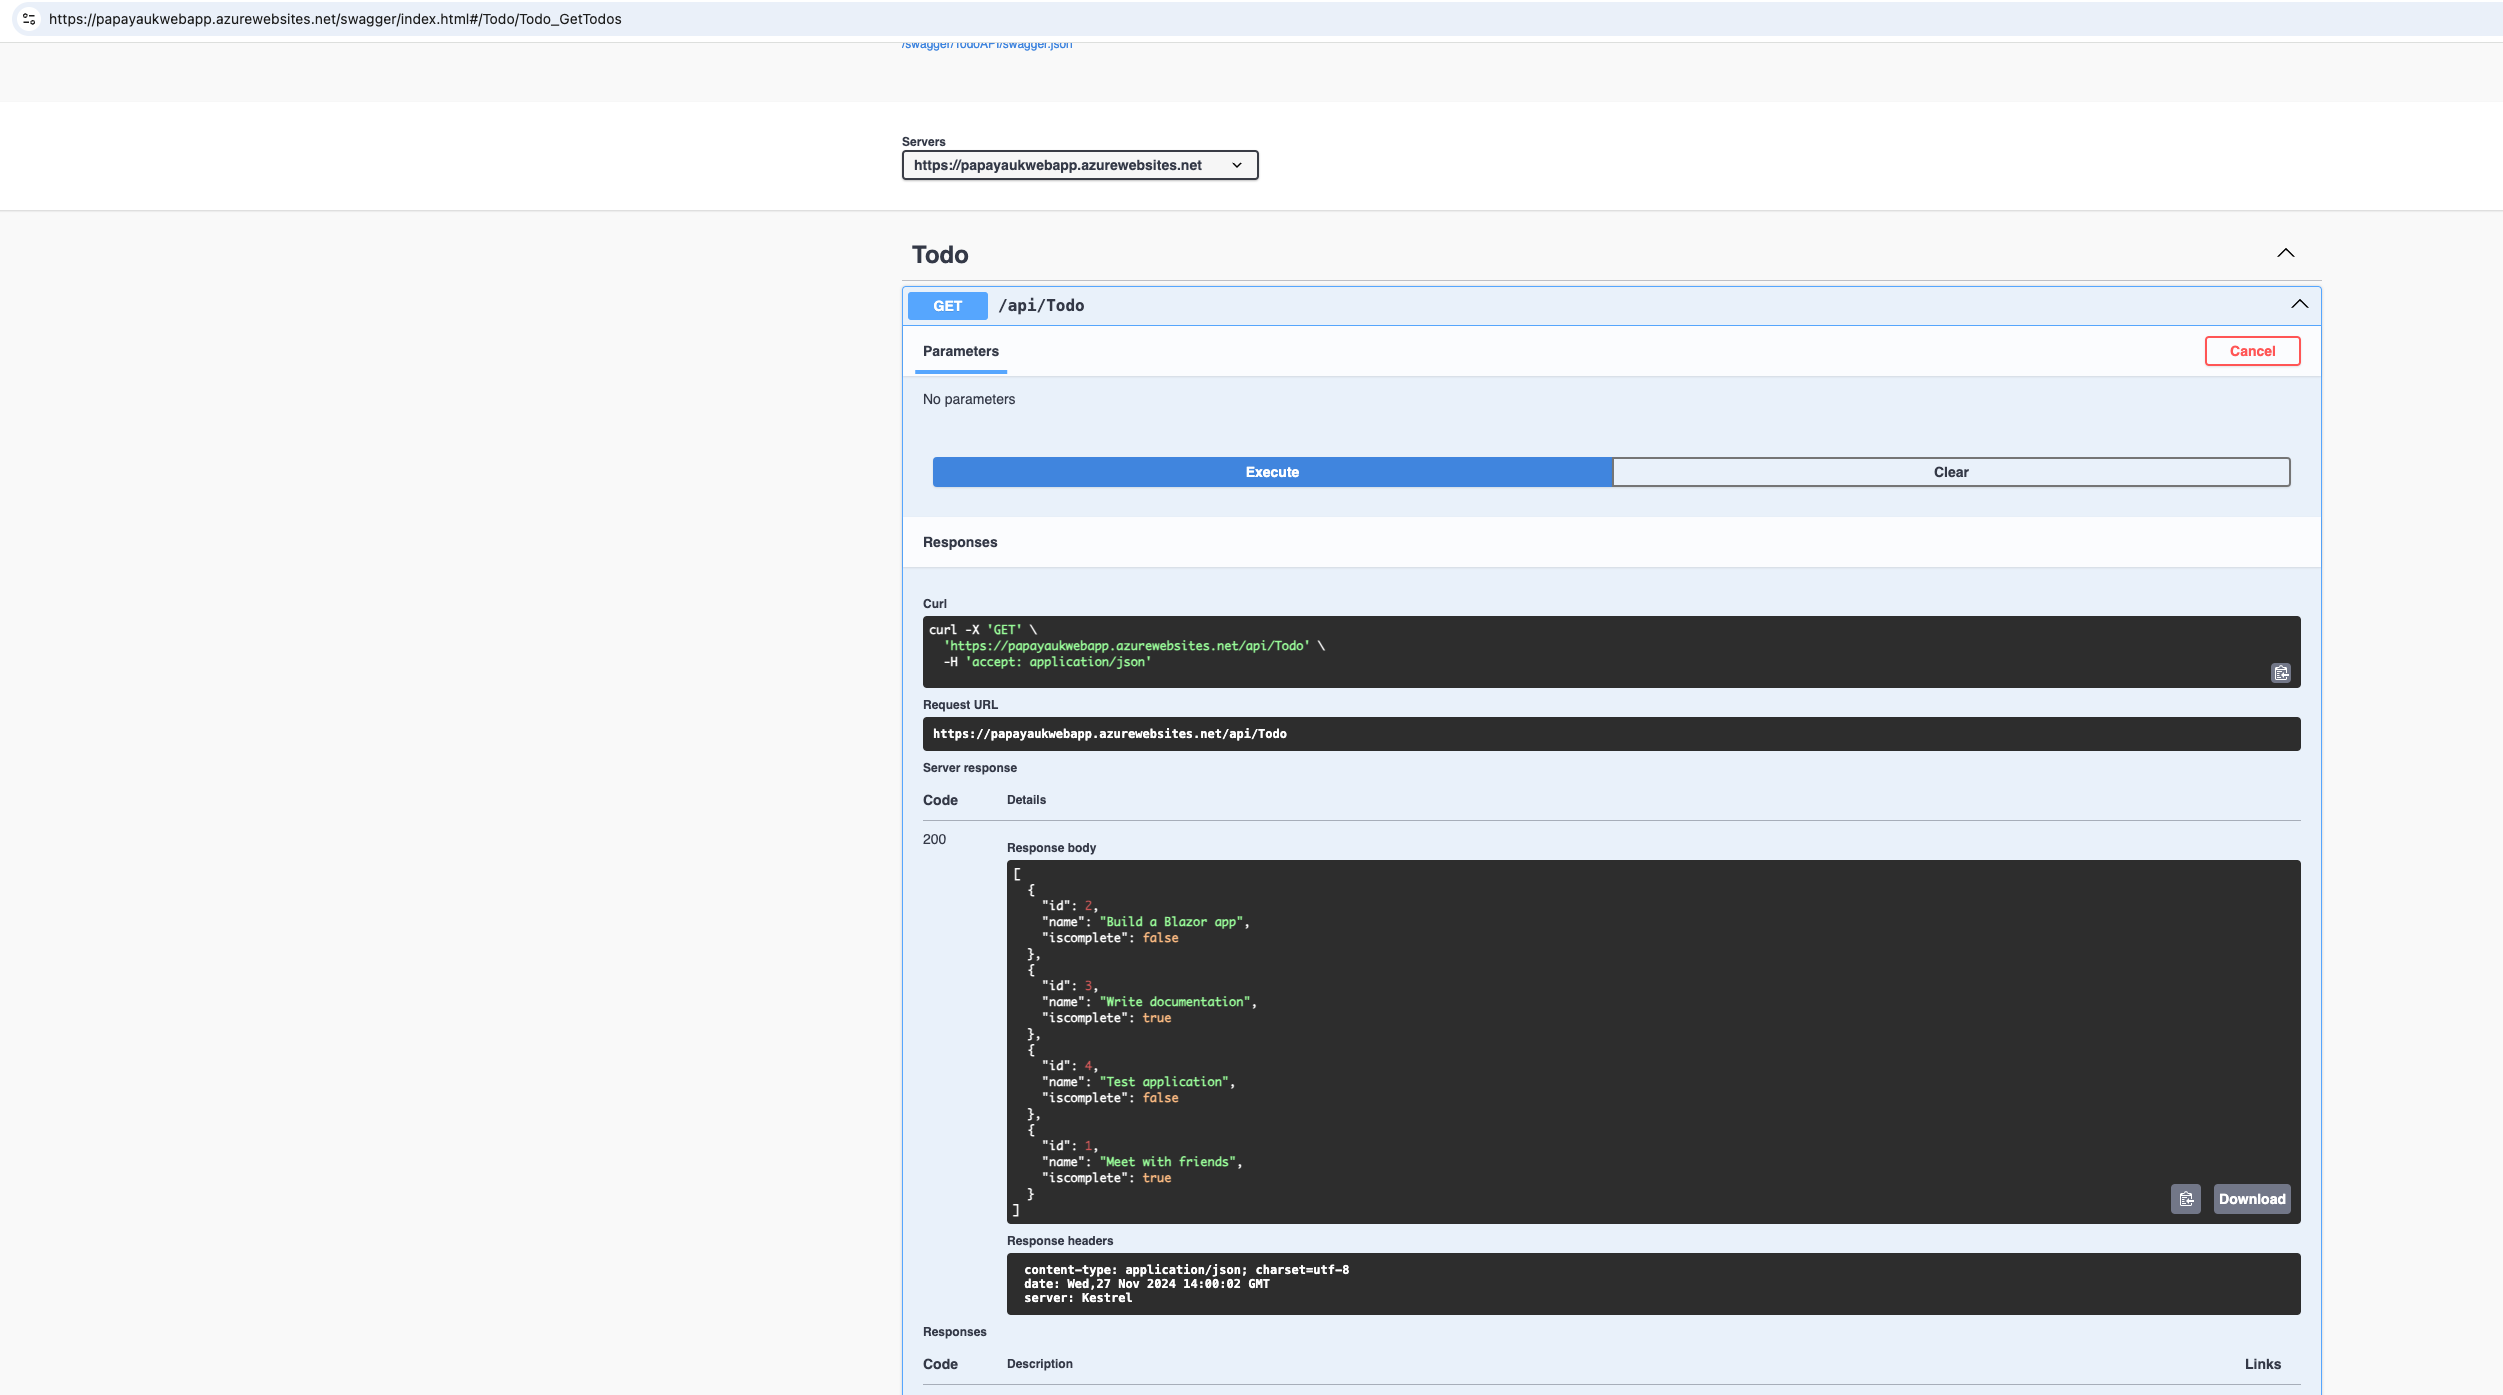 https://papayaukwebapp.azurewebsites.net/swagger/index.html#/Todo/Todo_GetTodos
/swagger/TodoAPI/swagger.json
Servers
https://papayaukwebapp.azurewebsites.net
Todo
GET /api/Todo
Parameters
Cancel
No parameters
Execute
Clear
Responses
Curl
curl -X 'GET' \
  'https://papayaukwebapp.azurewebsites.net/api/Todo' \
  -H 'accept: application/json'
Request URL
https://papayaukwebapp.azurewebsites.net/api/Todo
Server response
Code Details
200
Response body
[
  {
    "id": 2,
    "name": "Build a Blazor app",
    "iscomplete": false
  },
  {
    "id": 3,
    "name": "Write documentation",
    "iscomplete": true
  },
  {
    "id": 4,
    "name": "Test application",
    "iscomplete": false
  },
  {
    "id": 1,
    "name": "Meet with friends",
    "iscomplete": true
  }
]
Download
Response headers
content-type: application/json; charset=utf-8
date: Wed,27 Nov 2024 14:00:02 GMT
server: Kestrel
Responses
Code Description Links